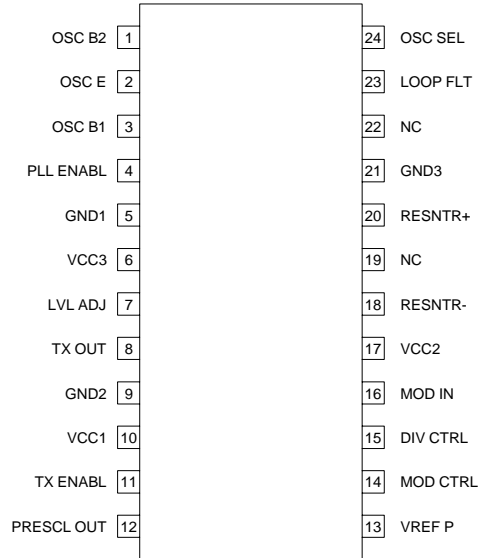 OSC B2 1 24 OSC SEL
OSC E 2 23 LOOP FLT
OSC B1 3 22 NC
PLL ENABL 4 21 GND3
GND1 5 20 RESNTR+
VCC3 6 19 NC
LVL ADJ 7 18 RESNTR-
TX OUT 8 17 VCC2
GND2 9 16 MOD IN
VCC1 10 15 DIV CTRL
TX ENABL 11 14 MOD CTRL
PRESCL OUT 12 13 VREF P